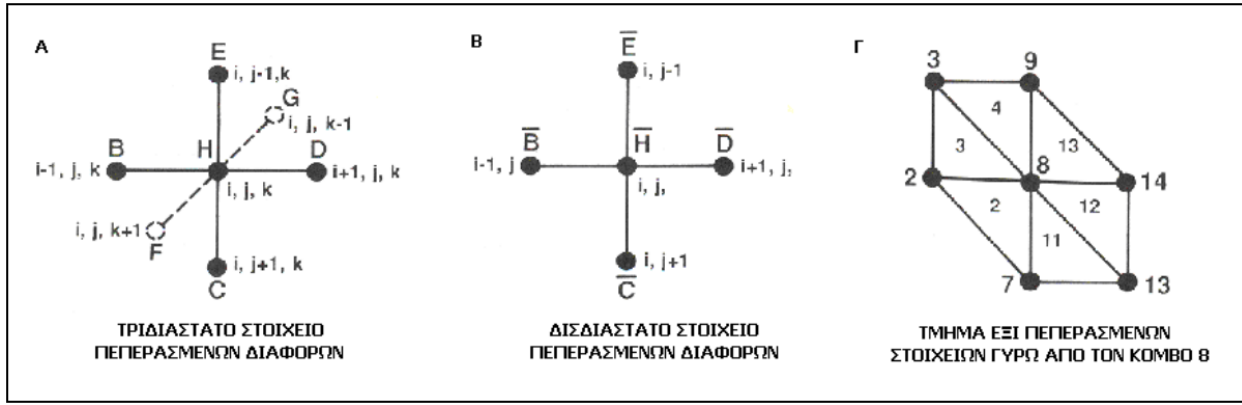 A
E
i, j-1,k
G
i, j, k-1
B
H
D
i-1, j, k
i, j, k
i+1, j, k
i, j, k+1
F
i, j+1, k
C
ΤΡΙΔΙΑΣΤΑΤΟ ΣΤΟΙΧΕΙΟ
ΠΕΠΕΡΑΣΜΕΝΩΝ ΔΙΑΦΟΡΩΝ
B
E̅
i, j-1
B̅
H̅
D̅
i-1, j
i, j,
i+1, j,
i, j+1
C̅
ΔΙΣΔΙΑΣΤΑΤΟ ΣΤΟΙΧΕΙΟ
ΠΕΠΕΡΑΣΜΕΝΩΝ ΔΙΑΦΟΡΩΝ
Γ
3
9
4
3
13
8
2
14
2
12
11
7
13
ΤΜΗΜΑ ΕΞΙ ΠΕΠΕΡΑΣΜΕΝΩΝ
ΣΤΟΙΧΕΙΩΝ ΓΥΡΩ ΑΠΟ ΤΟΝ ΚΟΜΒΟ 8